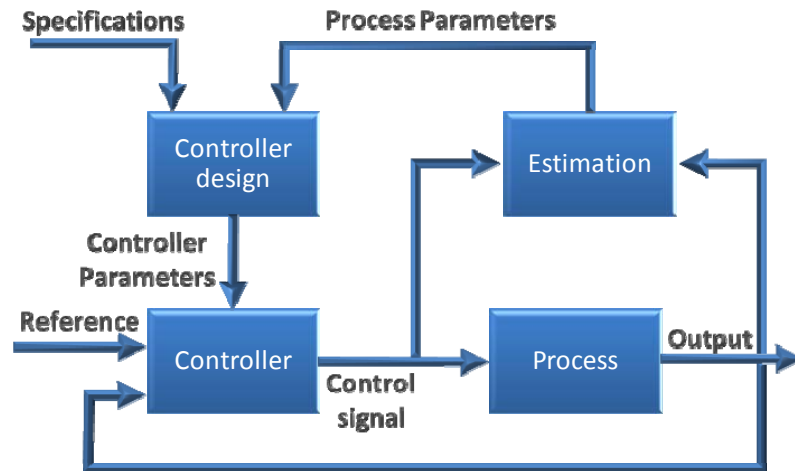 Specifications
Process Parameters
Controller
design
Estimation
Controller
Parameters
Reference
Controller
Control
signal
Process
Output